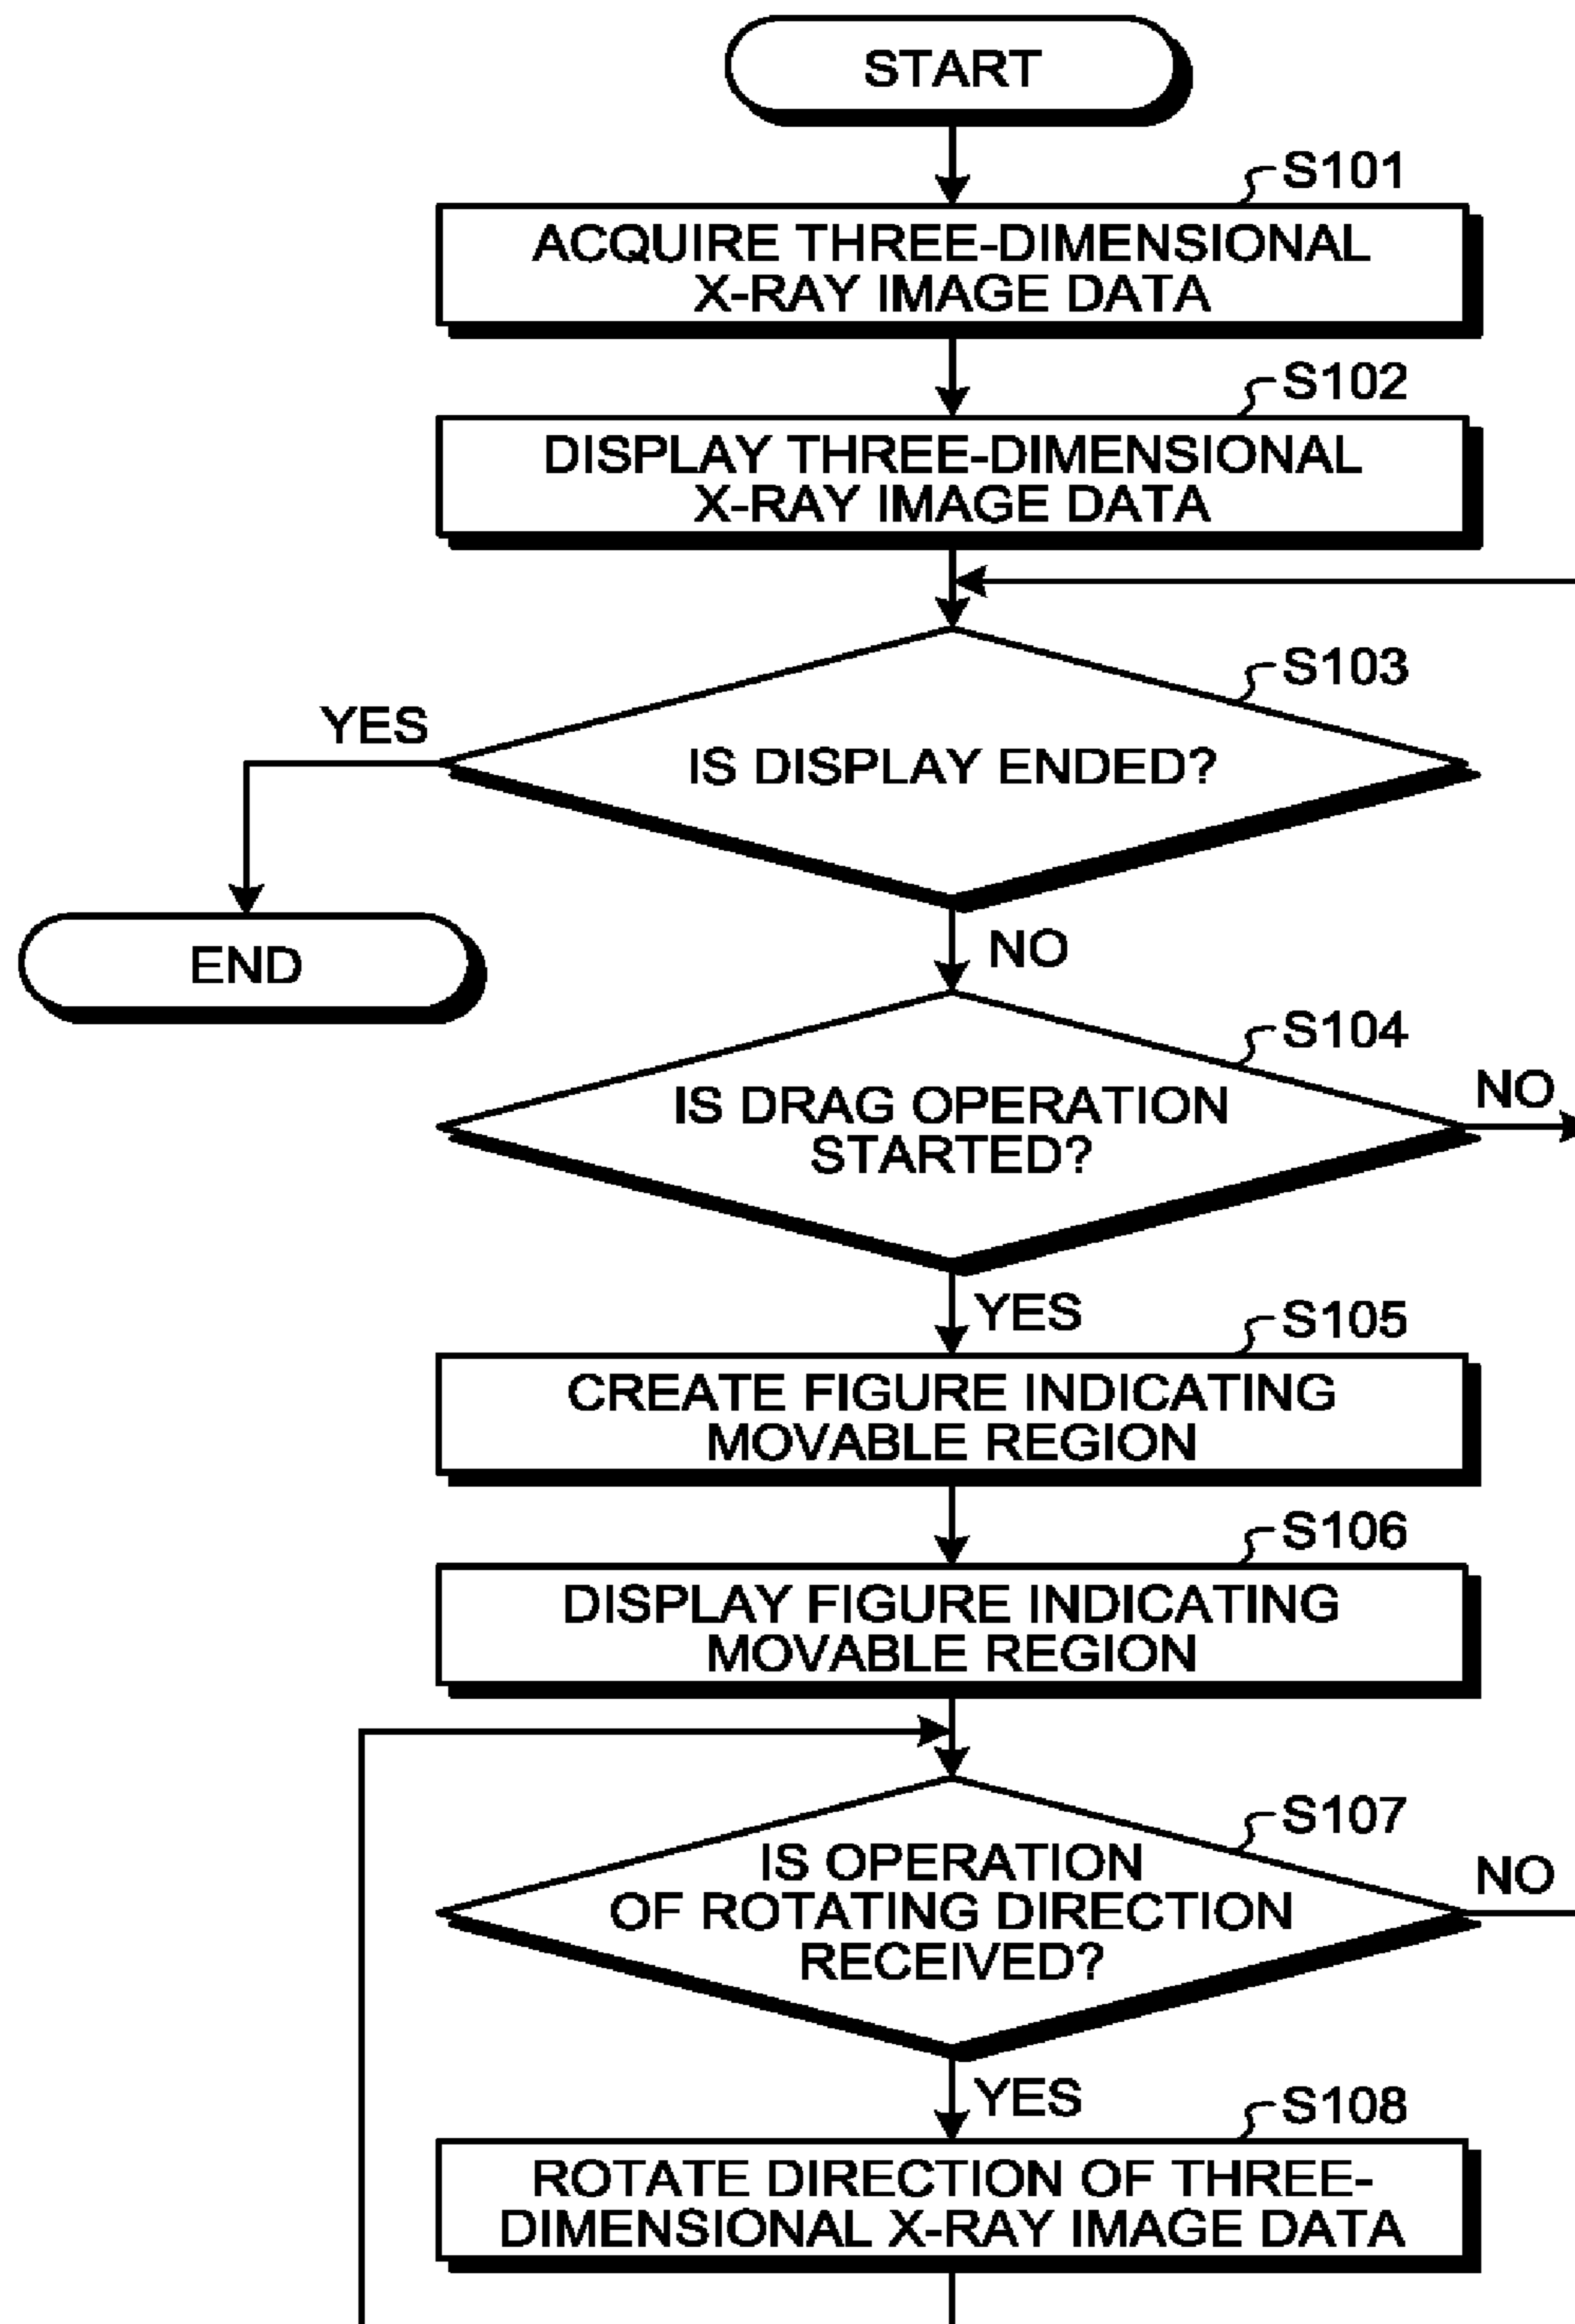 START
S101
ACQUIRE THREE-DIMENSIONAL
X-RAY IMAGE DATA
S102
DISPLAY THREE-DIMENSIONAL
X-RAY IMAGE DATA
S103
YES
IS DISPLAY ENDED?
END
NO
S104
IS DRAG OPERATION
STARTED?
NO
YES
S105
CREATE FIGURE INDICATING
MOVABLE REGION
S106
DISPLAY FIGURE INDICATING
MOVABLE REGION
S107
IS OPERATION
OF ROTATING DIRECTION
RECEIVED?
NO
YES
S108
ROTATE DIRECTION OF THREE-
DIMENSIONAL X-RAY IMAGE DATA